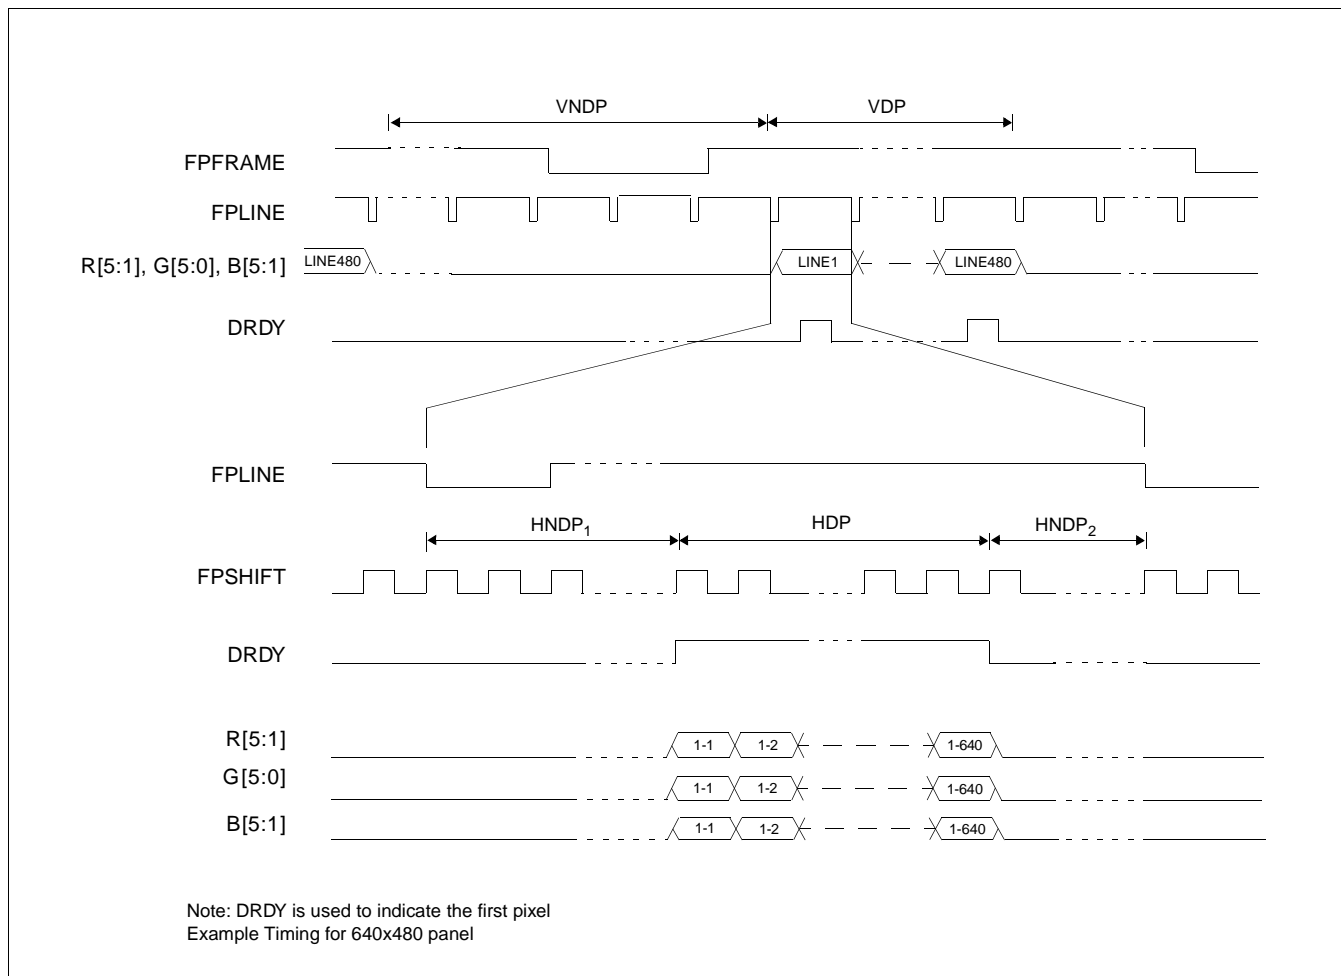 VNDP VDP
FPFRAME
FPLINE
R[5:1], G[5:0], B[5:1] LINE480 LINE1 LINE480
DRDY
FPLINE
HNDP1 HDP HNDP2
FPSHIFT
DRDY
R[5:1] 1-1 1-2 1-640
G[5:0] 1-1 1-2 1-640
B[5:1] 1-1 1-2 1-640
Note: DRDY is used to indicate the first pixel
Example Timing for 640x480 panel